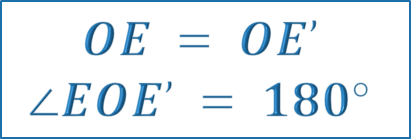 OE = OE’
∠EOE’ = 180°